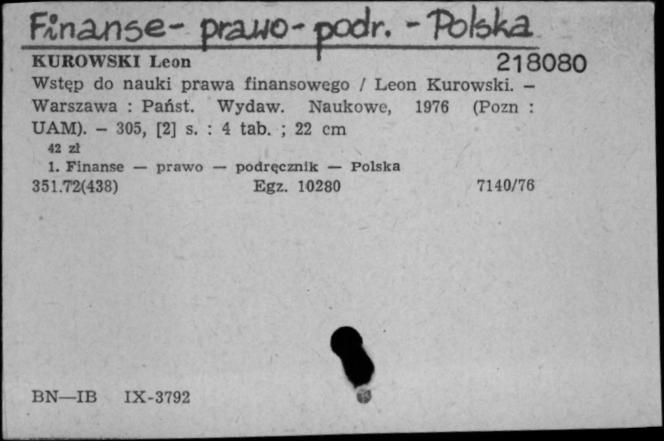 Finanse - prawo - podr. - Polska
KUROWSKI Leon 218080
Wstęp do nauki prawa finansowego / Leon Kurowski. —
Warszawa : Państ. Wydaw. Naukowe, 1976 (Pozn :
UAM). — 305, [2] s. : 4 tab. ; 22 cm
42 zł
1. Finanse — prawo — podręcznik — Polska
351.72(438) Egz. 10280 7140/76
BN—IB IX-3792